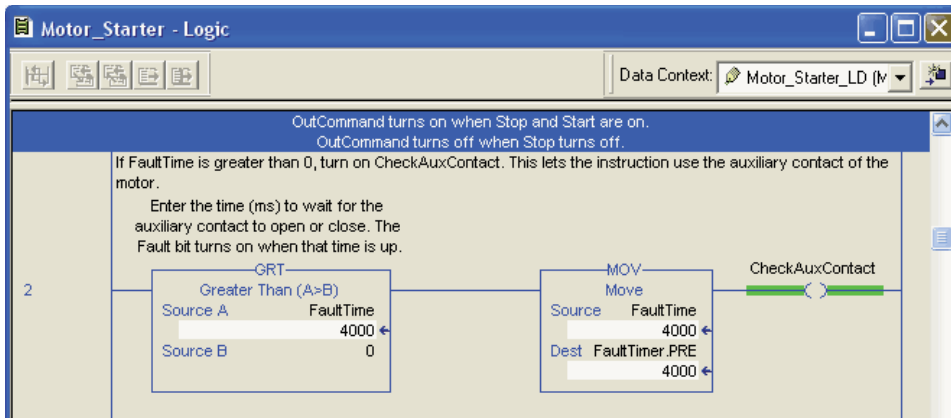 Motor_Starter - Logic
Data Context: Motor_Starter_LD (M
OutCommand turns on when Stop and Start are on.
OutCommand turns off when Stop turns off.
If FaultTime is greater than 0, turn on CheckAuxContact. This lets the instruction use the auxiliary contact of the
motor.
Enter the time (ms) to wait for the
auxiliary contact to open or close. The
Fault bit turns on when that time is up.
2
GRT
Greater Than (A>B)
Source A FaultTime
4000
Source B 0
MOV
Move
Source FaultTime
4000
Dest FaultTimer.PRE
4000
CheckAuxContact